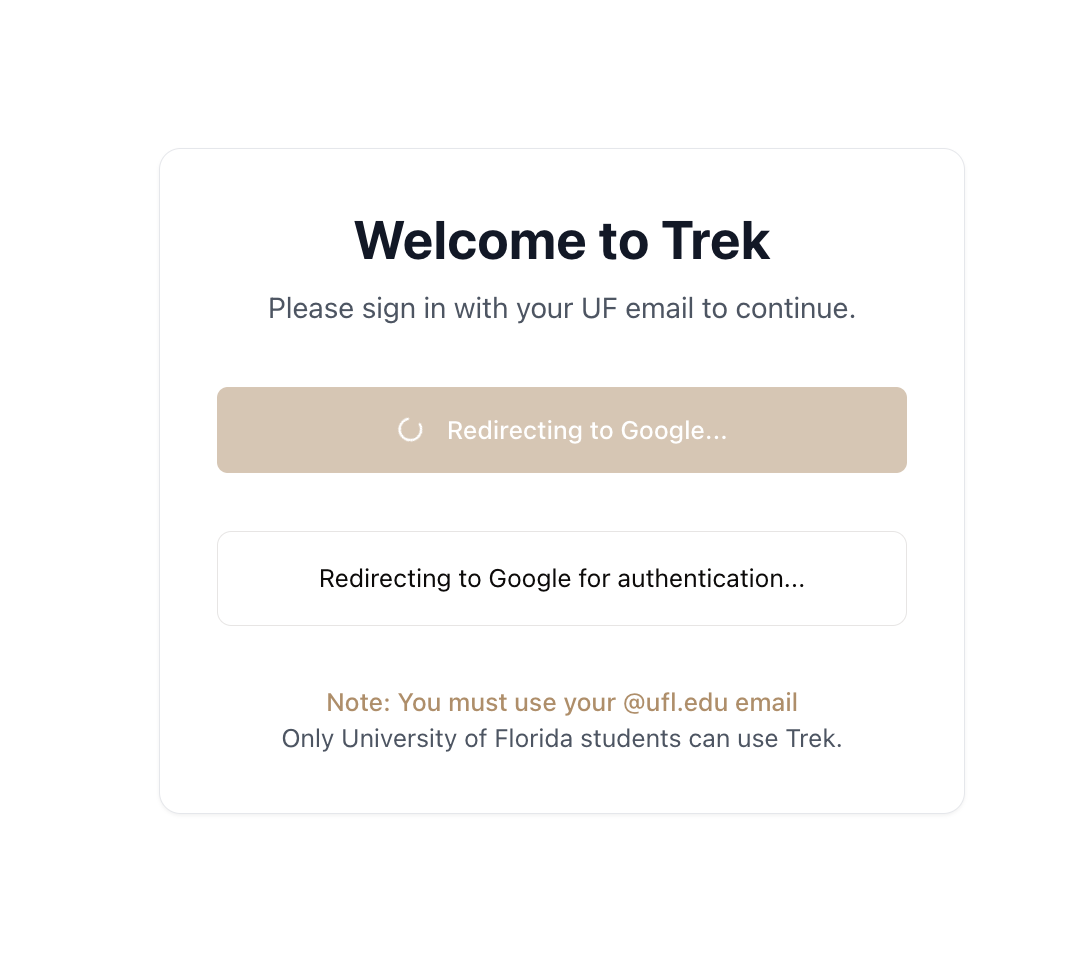 Welcome to Trek
Please sign in with your UF email to continue.
Redirecting to Google...
Redirecting to Google for authentication...
Note: You must use your @ufl.edu email
Only University of Florida students can use Trek.